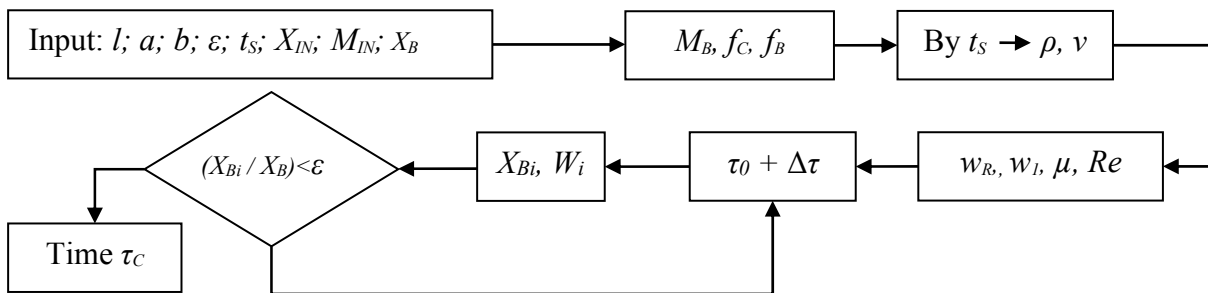 Input: l; a; b; ε; tS; XIN; MIN; XB
MB, fC, fB
By tS → ρ, ν
wR,, wI, μ, Re
τ0 + Δτ
XBi, Wi
(XBi / XB)<ε
Time τC